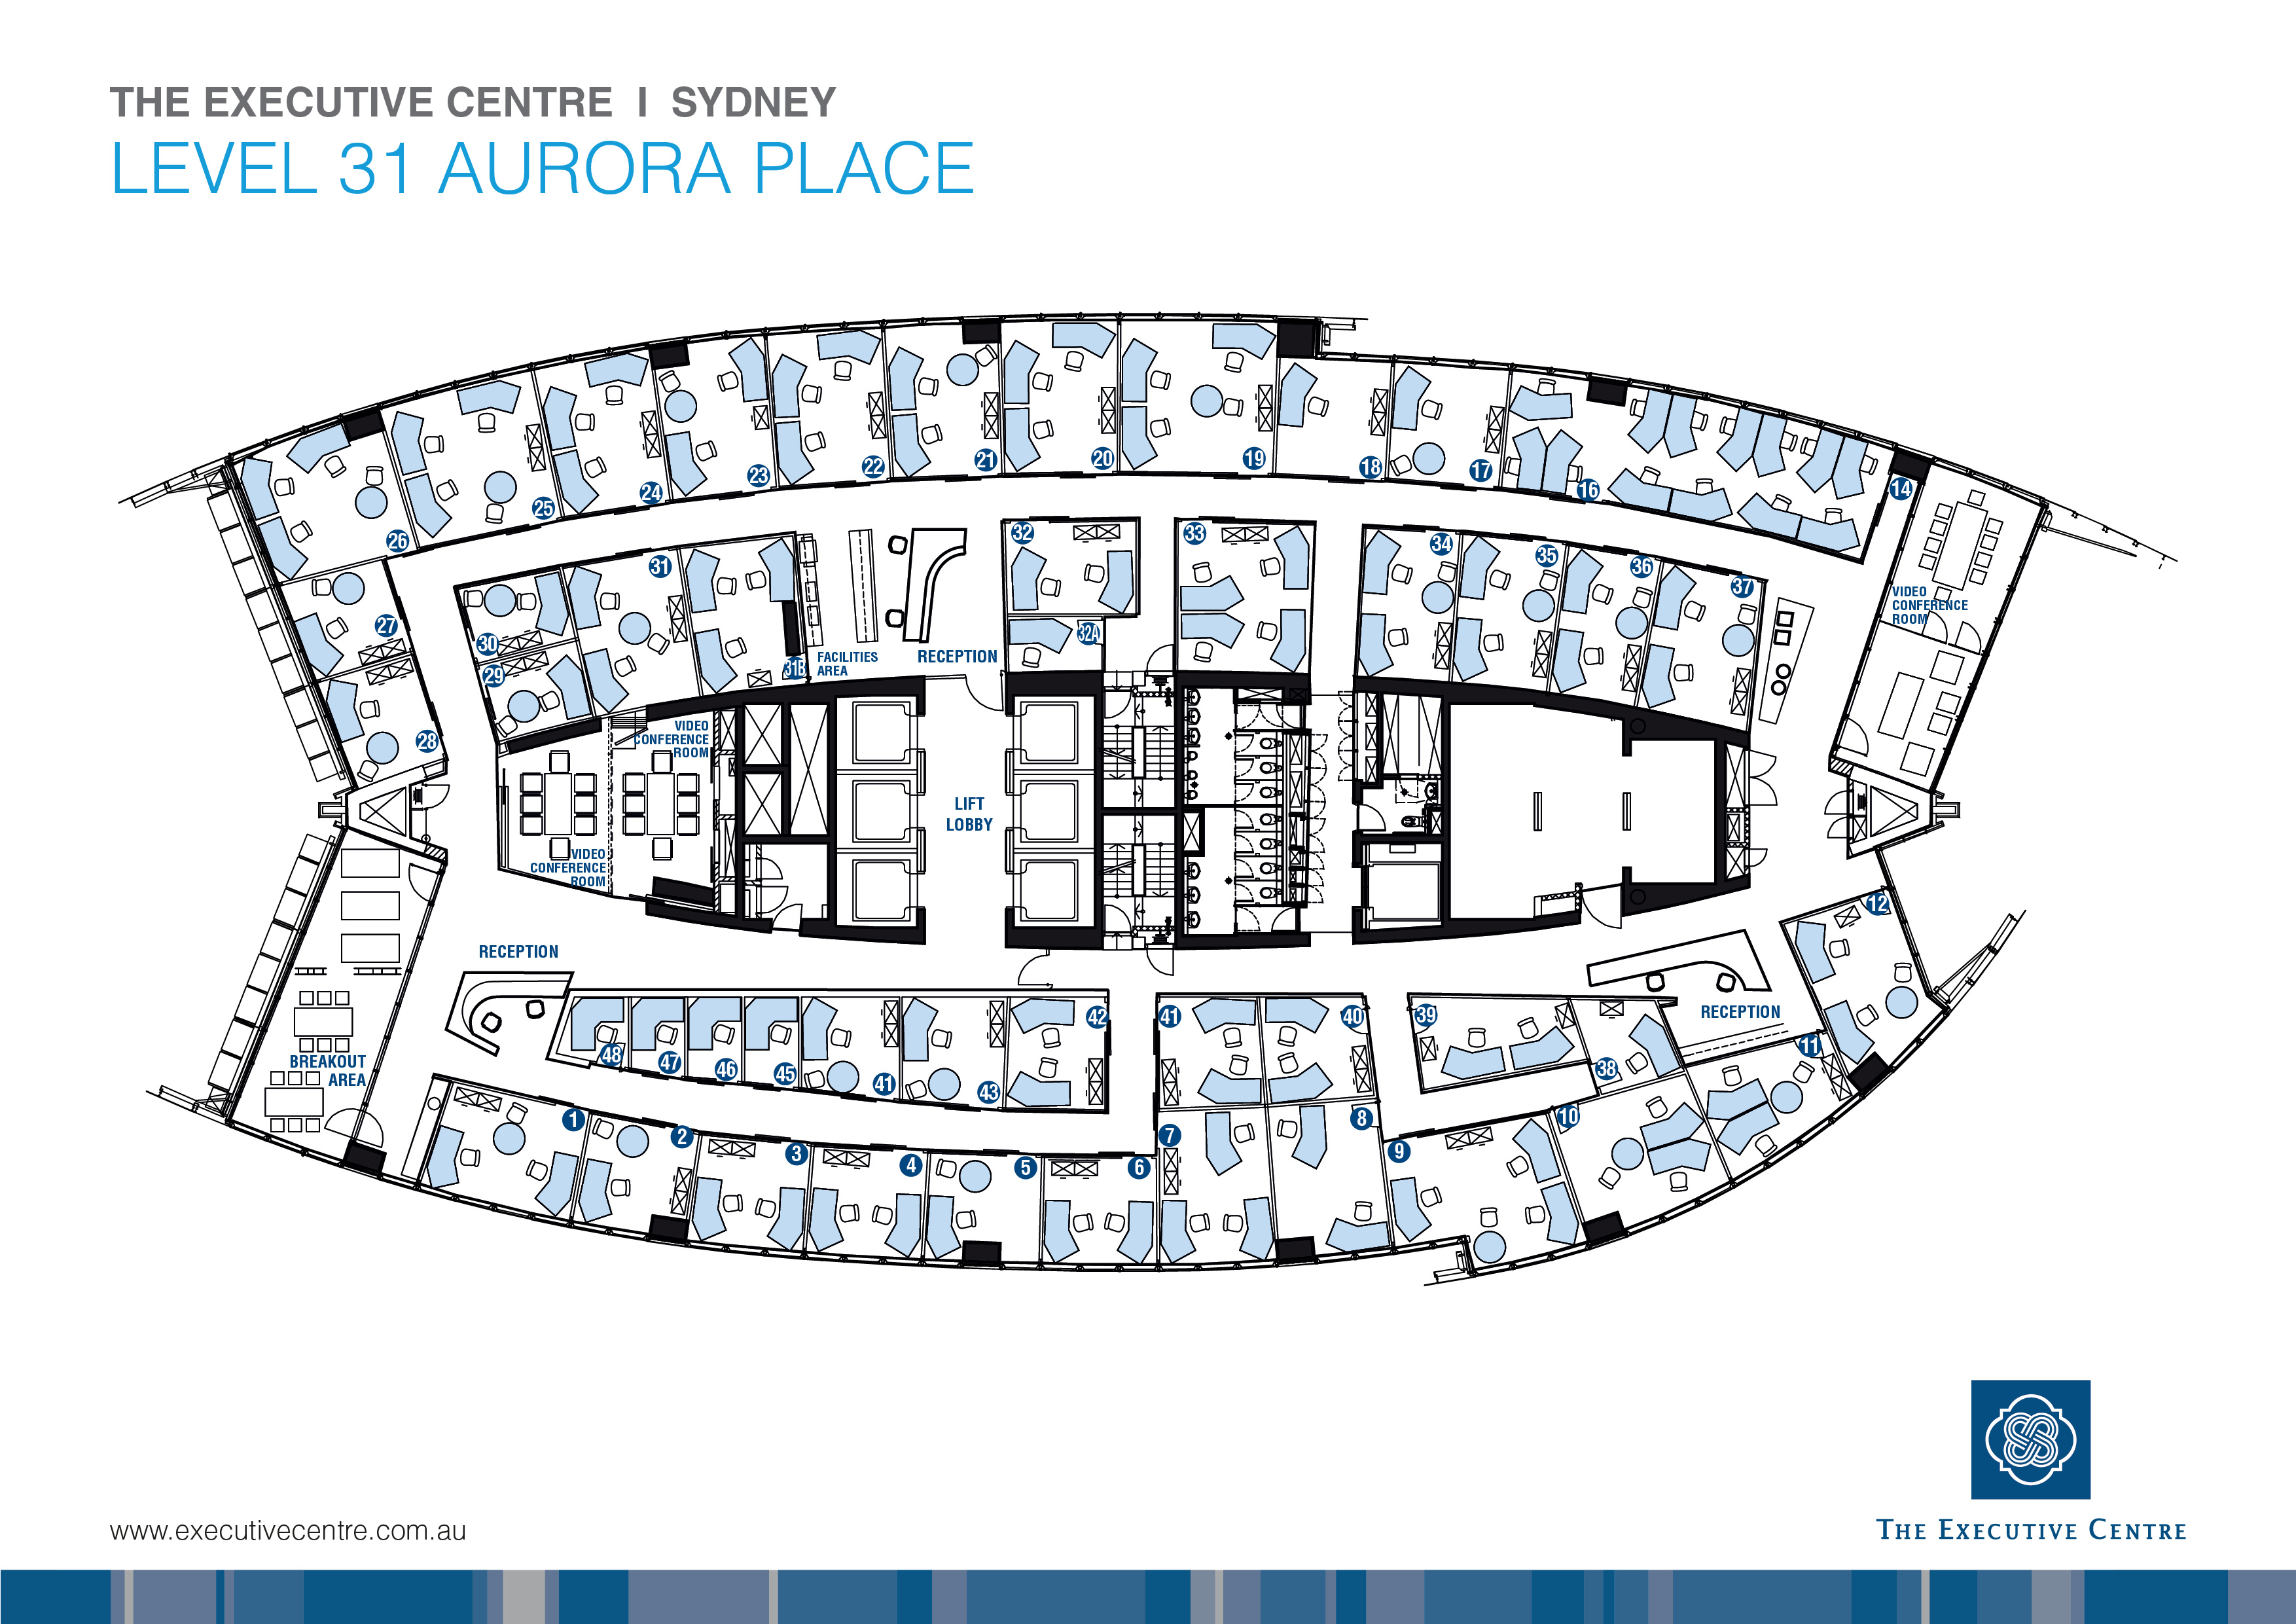 THE EXECUTIVE CENTRE I SYDNEY
LEVEL 31 AURORA PLACE
26
25
24
23
22
21
20
19
18
17
16
14
27
28
30
29
31
31B
FACILITIES
AREA
RECEPTION
32
32A
33
34
35
36
37
VIDEO
CONFERENCE
ROOM
VIDEO
CONFERENCE
ROOM
VIDEO
CONFERENCE
ROOM
LIFT
LOBBY
RECEPTION
BREAKOUT
AREA
48
47
46
45
41
43
42
41
40
39
38
RECEPTION
12
11
10
1
2
3
4
5
6
7
8
9
www.executivecentre.com.au
THE EXECUTIVE CENTRE